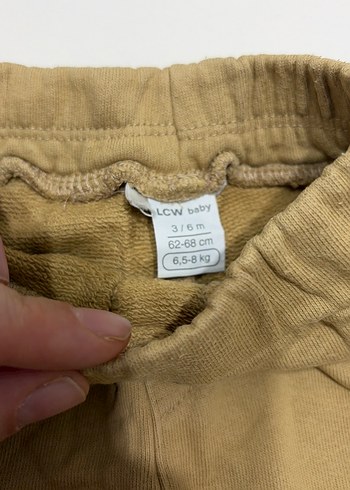 LCW baby
3 / 6 m
62-68 cm
6,5-8 kg